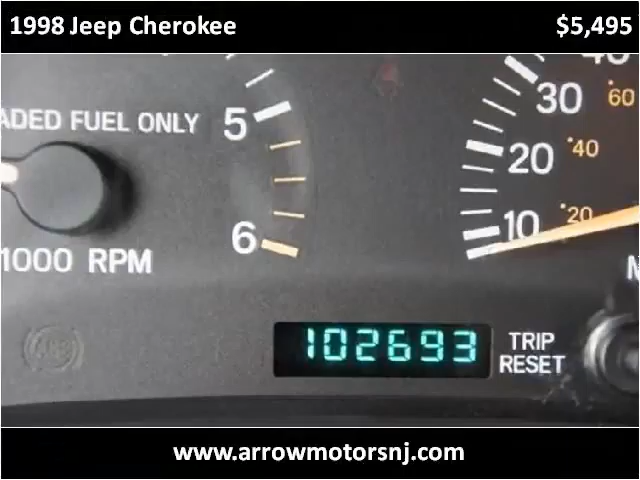 1998 Jeep Cherokee $5,495
40
30 60
ADED FUEL ONLY 5
20 40
6 10 20
1000 RPM
102693 TRIP
RESET
www.arrowmotorsnj.com